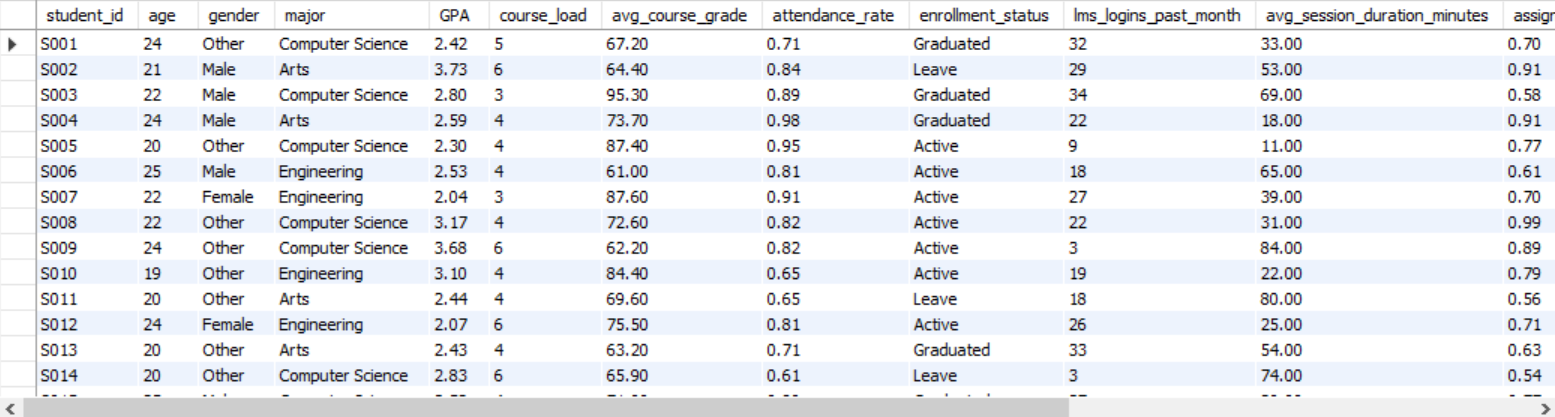 student_id age gender major GPA course_load avg_course_grade attendance_rate enrollment_status lms_logins_past_month avg_session_duration_minutes assigr
S001 24 Other Computer Science 2.42 5 67.20 0.71 Graduated 32 33.00 0.70
S002 21 Male Arts 3.73 6 64.40 0.84 Leave 29 53.00 0.91
S003 22 Male Computer Science 2.80 3 95.30 0.89 Graduated 34 69.00 0.58
S004 24 Male Arts 2.59 4 73.70 0.98 Graduated 22 18.00 0.91
S005 20 Other Computer Science 2.30 4 87.40 0.95 Active 9 11.00 0.77
S006 25 Male Engineering 2.53 4 61.00 0.81 Active 18 65.00 0.61
S007 22 Female Engineering 2.04 3 87.60 0.91 Active 27 39.00 0.70
S008 22 Other Computer Science 3.17 4 72.60 0.82 Active 22 31.00 0.99
S009 24 Other Computer Science 3.68 6 62.20 0.82 Active 3 84.00 0.89
S010 19 Other Engineering 3.10 4 84.40 0.65 Active 19 22.00 0.79
S011 20 Other Arts 2.44 4 69.60 0.65 Leave 18 80.00 0.56
S012 24 Female Engineering 2.07 6 75.50 0.81 Active 26 25.00 0.71
S013 20 Other Arts 2.43 4 63.20 0.71 Graduated 33 54.00 0.63
S014 20 Other Computer Science 2.83 6 65.90 0.61 Leave 3 74.00 0.54